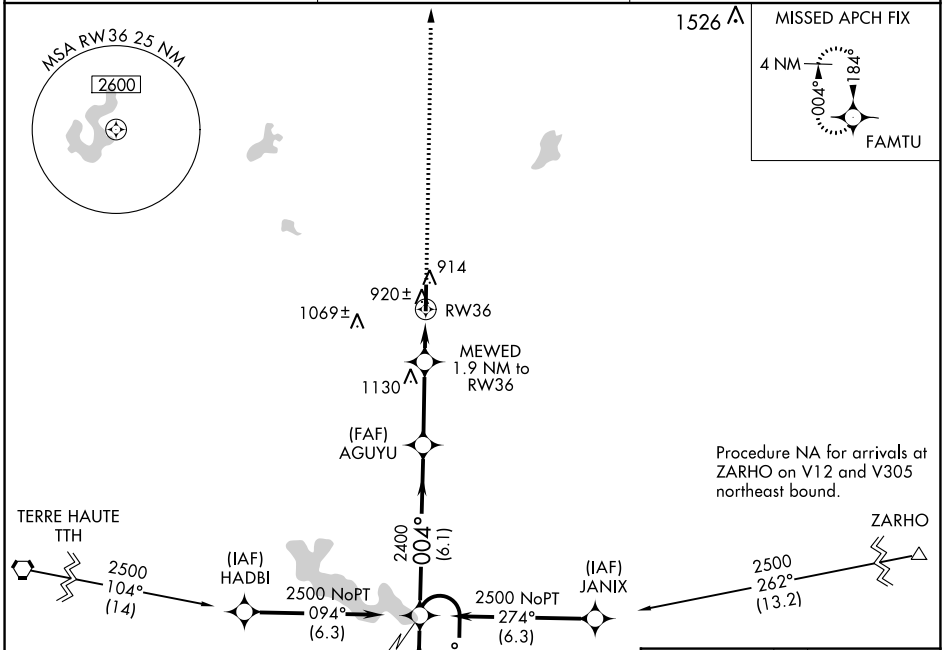 MSA RW36 25 NM
2600
1526
MISSED APCH FIX
4 NM
004°
184°
FAMTU
914
920±
RW36
1069±
MEWED
1.9 NM to
RW36
1130
(FAF)
AGUYU
Procedure NA for arrivals at
ZARHO on V12 and V305
northeast bound.
TERRE HAUTE
TTH
2500
104°
(14)
(IAF)
HADBI
2500 NoPT
094°
(6.3)
2400
004°
(6.1)
2500 NoPT
274°
(6.3)
(IAF)
JANIX
2500
262°
(13.2)
ZARHO